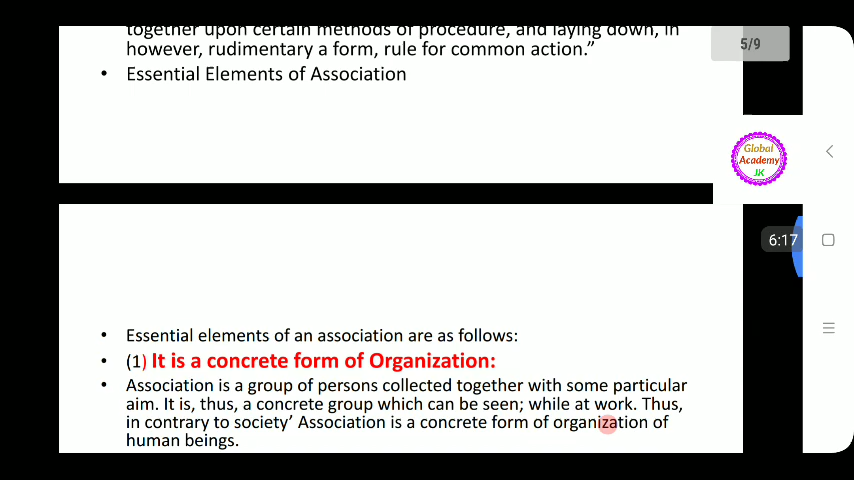 together upon certain methods of procedure, and laying down, in
however, rudimentary a form, rule for common action.”
• Essential Elements of Association
5/9
Global
Academy
JK
6:17
• Essential elements of an association are as follows:
• (1) It is a concrete form of Organization:
• Association is a group of persons collected together with some particular
aim. It is, thus, a concrete group which can be seen; while at work. Thus,
in contrary to society’ Association is a concrete form of organization of
human beings.